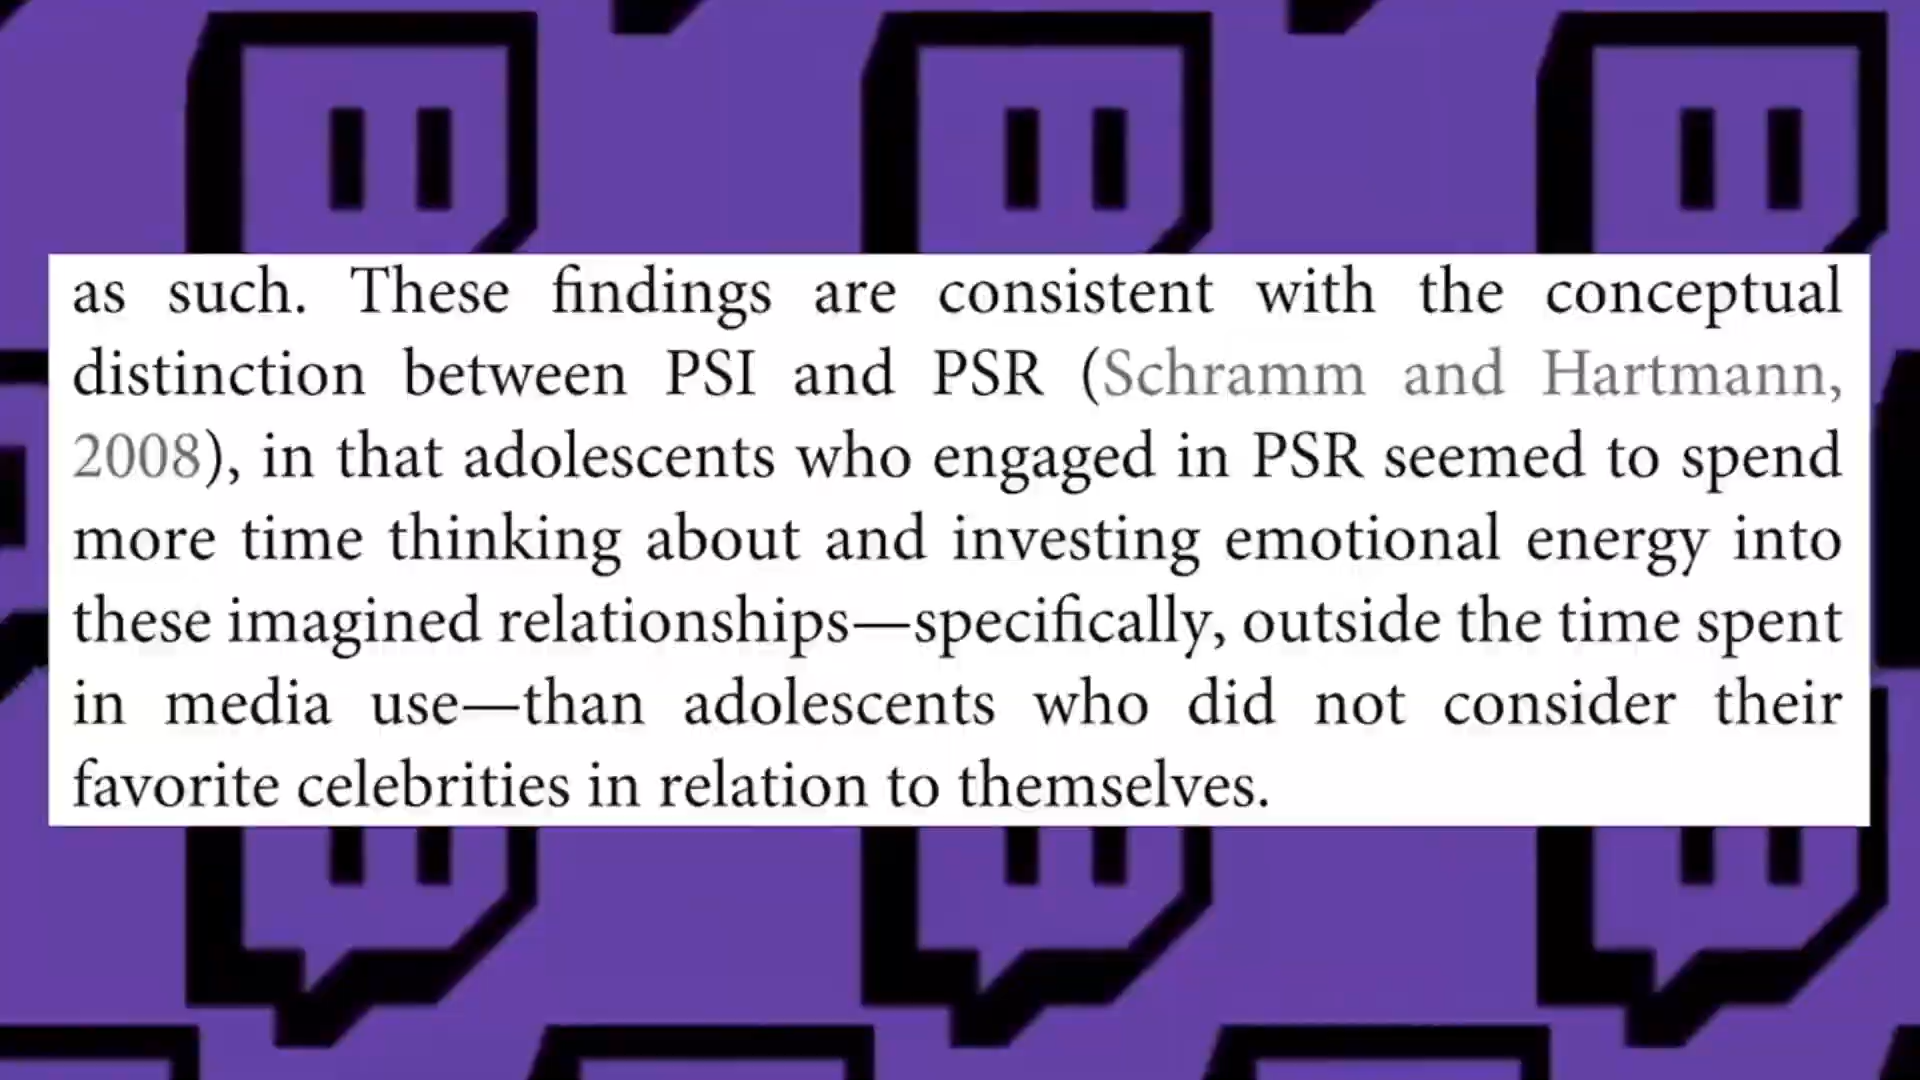 as such. These findings are consistent with the conceptual
distinction between PSI and PSR (Schramm and Hartmann,
2008), in that adolescents who engaged in PSR seemed to spend
more time thinking about and investing emotional energy into
these imagined relationships—specifically, outside the time spent
in media use—than adolescents who did not consider their
favorite celebrities in relation to themselves.